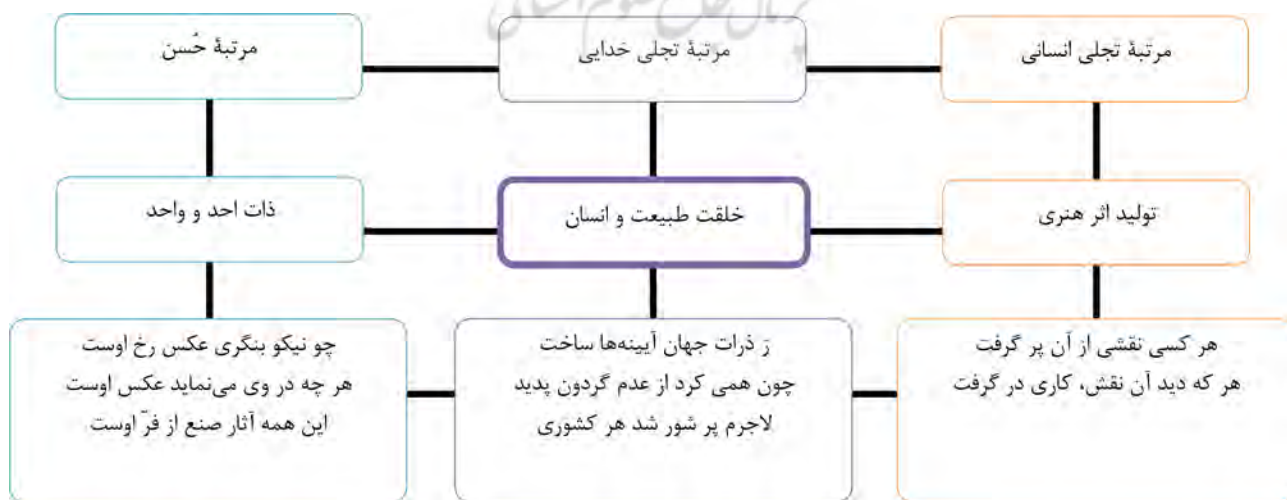 مرتبهٔ تجلی انسانی
مرتبهٔ تجلی خدایی
مرتبهٔ حُسن
تولید اثر هنری
خلقت طبیعت و انسان
ذات احد و واحد
هر کسی نقشی از آن پر گرفت
هر که دید آن نقش، کاری در گرفت
ز ذرات جهان آیینه‌ها ساخت
چون همی کرد از عدم گردون پدید
لاجرم پر شور شد هر کشوری
چو نیکو بنگری عکس رخ اوست
هر چه در وی می‌نماید عکس اوست
این همه آثار صنع از فرّ اوست